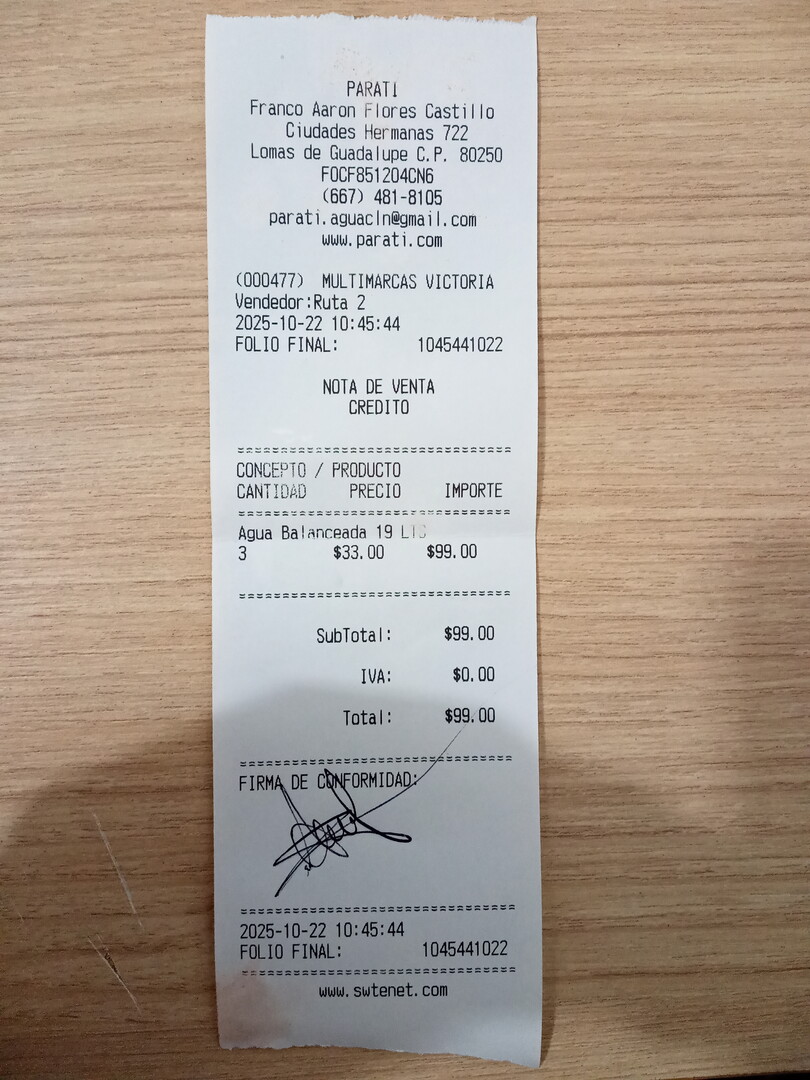 PARATI
Franco Aaron Flores Castillo
Ciudades Hermanas 722
Lomas de Guadalupe C.P. 80250
FOCF851204CN6
(667) 481-8105
parati.aguacln@gmail.com
www.parati.com
(000477) MULTIMARCAS VICTORIA
Vendedor:Ruta 2
2025-10-22 10:45:44
FOLIO FINAL: 1045441022
NOTA DE VENTA
CREDITO
CONCEPTO / PRODUCTO
CANTIDAD PRECIO IMPORTE
Agua Balanceada 19 LTS
3 $33.00 $99.00
SubTotal: $99.00
IVA: $0.00
Total: $99.00
FIRMA DE CONFORMIDAD:
2025-10-22 10:45:44
FOLIO FINAL: 1045441022
www.swtenet.com